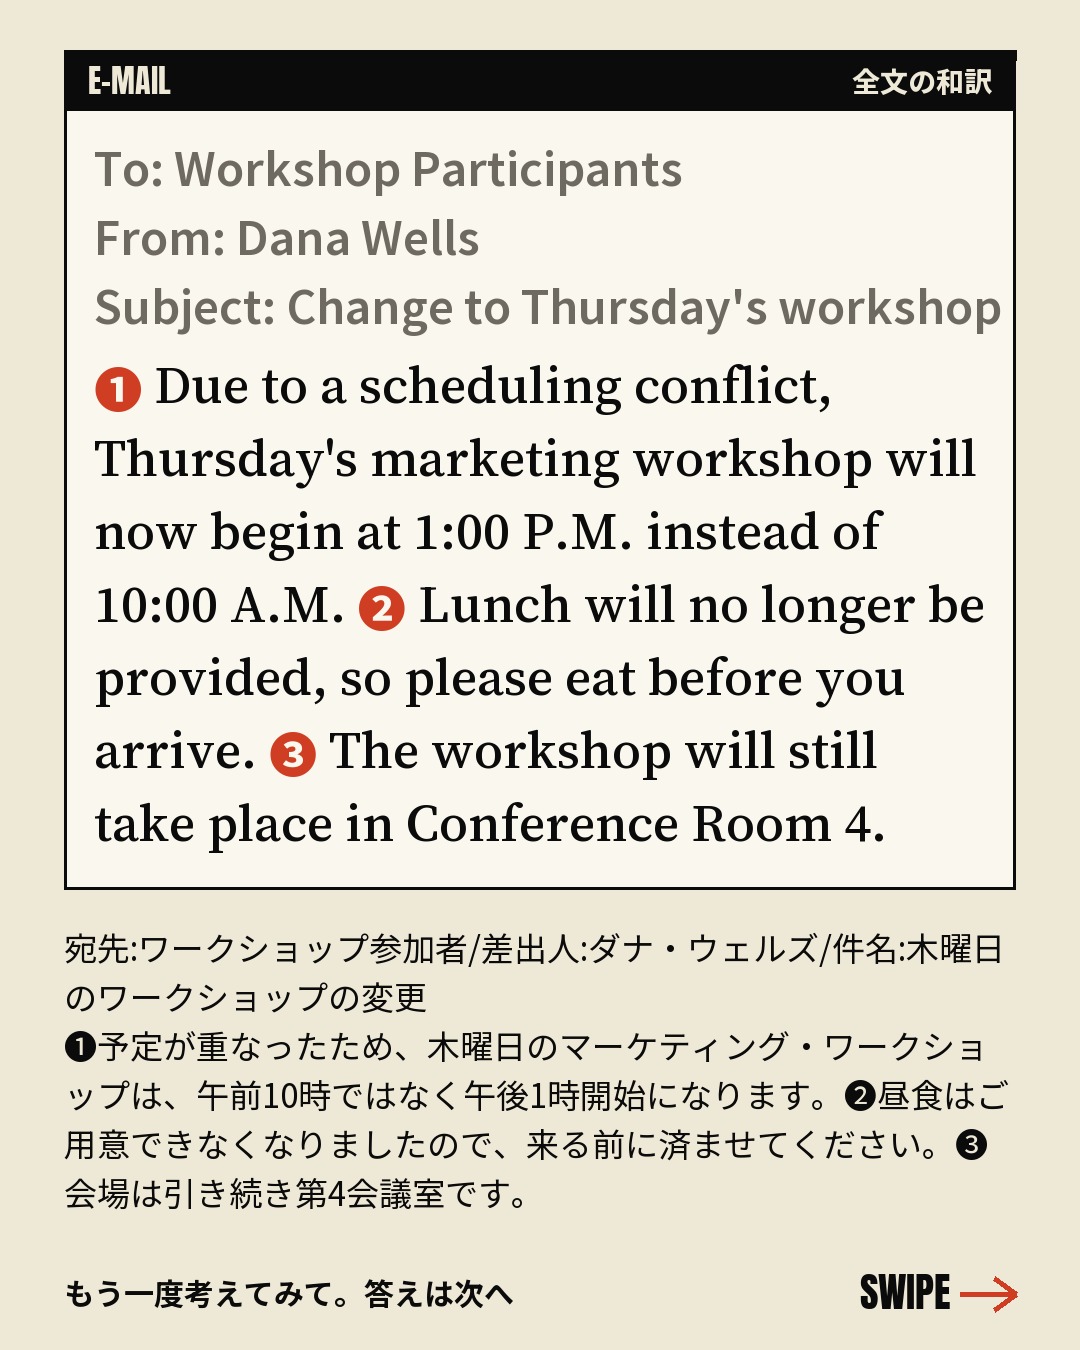 E-MAIL 全文の和訳
To: Workshop Participants
From: Dana Wells
Subject: Change to Thursday's workshop
❶ Due to a scheduling conflict,
Thursday's marketing workshop will
now begin at 1:00 P.M. instead of
10:00 A.M. ❷ Lunch will no longer be
provided, so please eat before you
arrive. ❸ The workshop will still
take place in Conference Room 4.
宛先:ワークショップ参加者/差出人:ダナ・ウェルズ/件名:木曜日
のワークショップの変更
❶予定が重なったため、木曜日のマーケティング・ワークショ
ップは、午前10時ではなく午後1時開始になります。❷昼食はご
用意できなくなりましたので、来る前に済ませてください。❸
会場は引き続き第4会議室です。
もう一度考えてみて。答えは次へ SWIPE